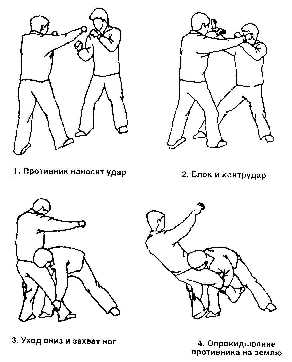 1. Противник наносит удар
2. Блок и контрудар
3. Уход вниз и захват ног
4. Опрокидывание
противника на землю